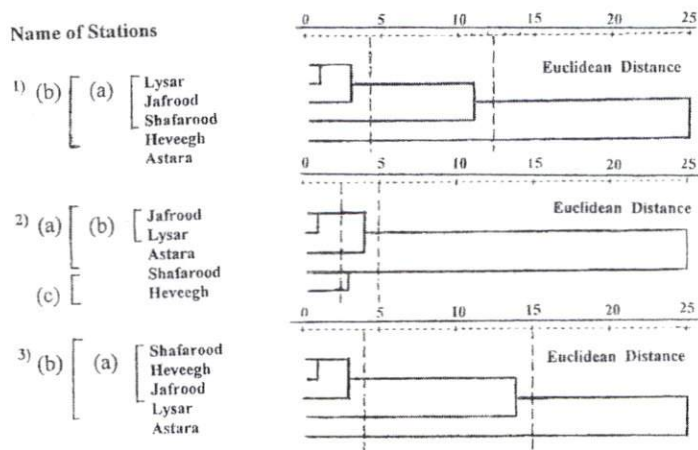 Name of Stations
0 5 10 15 20 25
Euclidean Distance
1) (b) (a) Lysar
Jafrood
Shafarood
Heveegh
Astara
0 5 10 15 20 25
Euclidean Distance
2) (a) (b) Jafrood
Lysar
Astara
(c) Shafarood
Heveegh
0 5 10 15 20 25
Euclidean Distance
3) (b) (a) Shafarood
Heveegh
Jafrood
Lysar
Astara